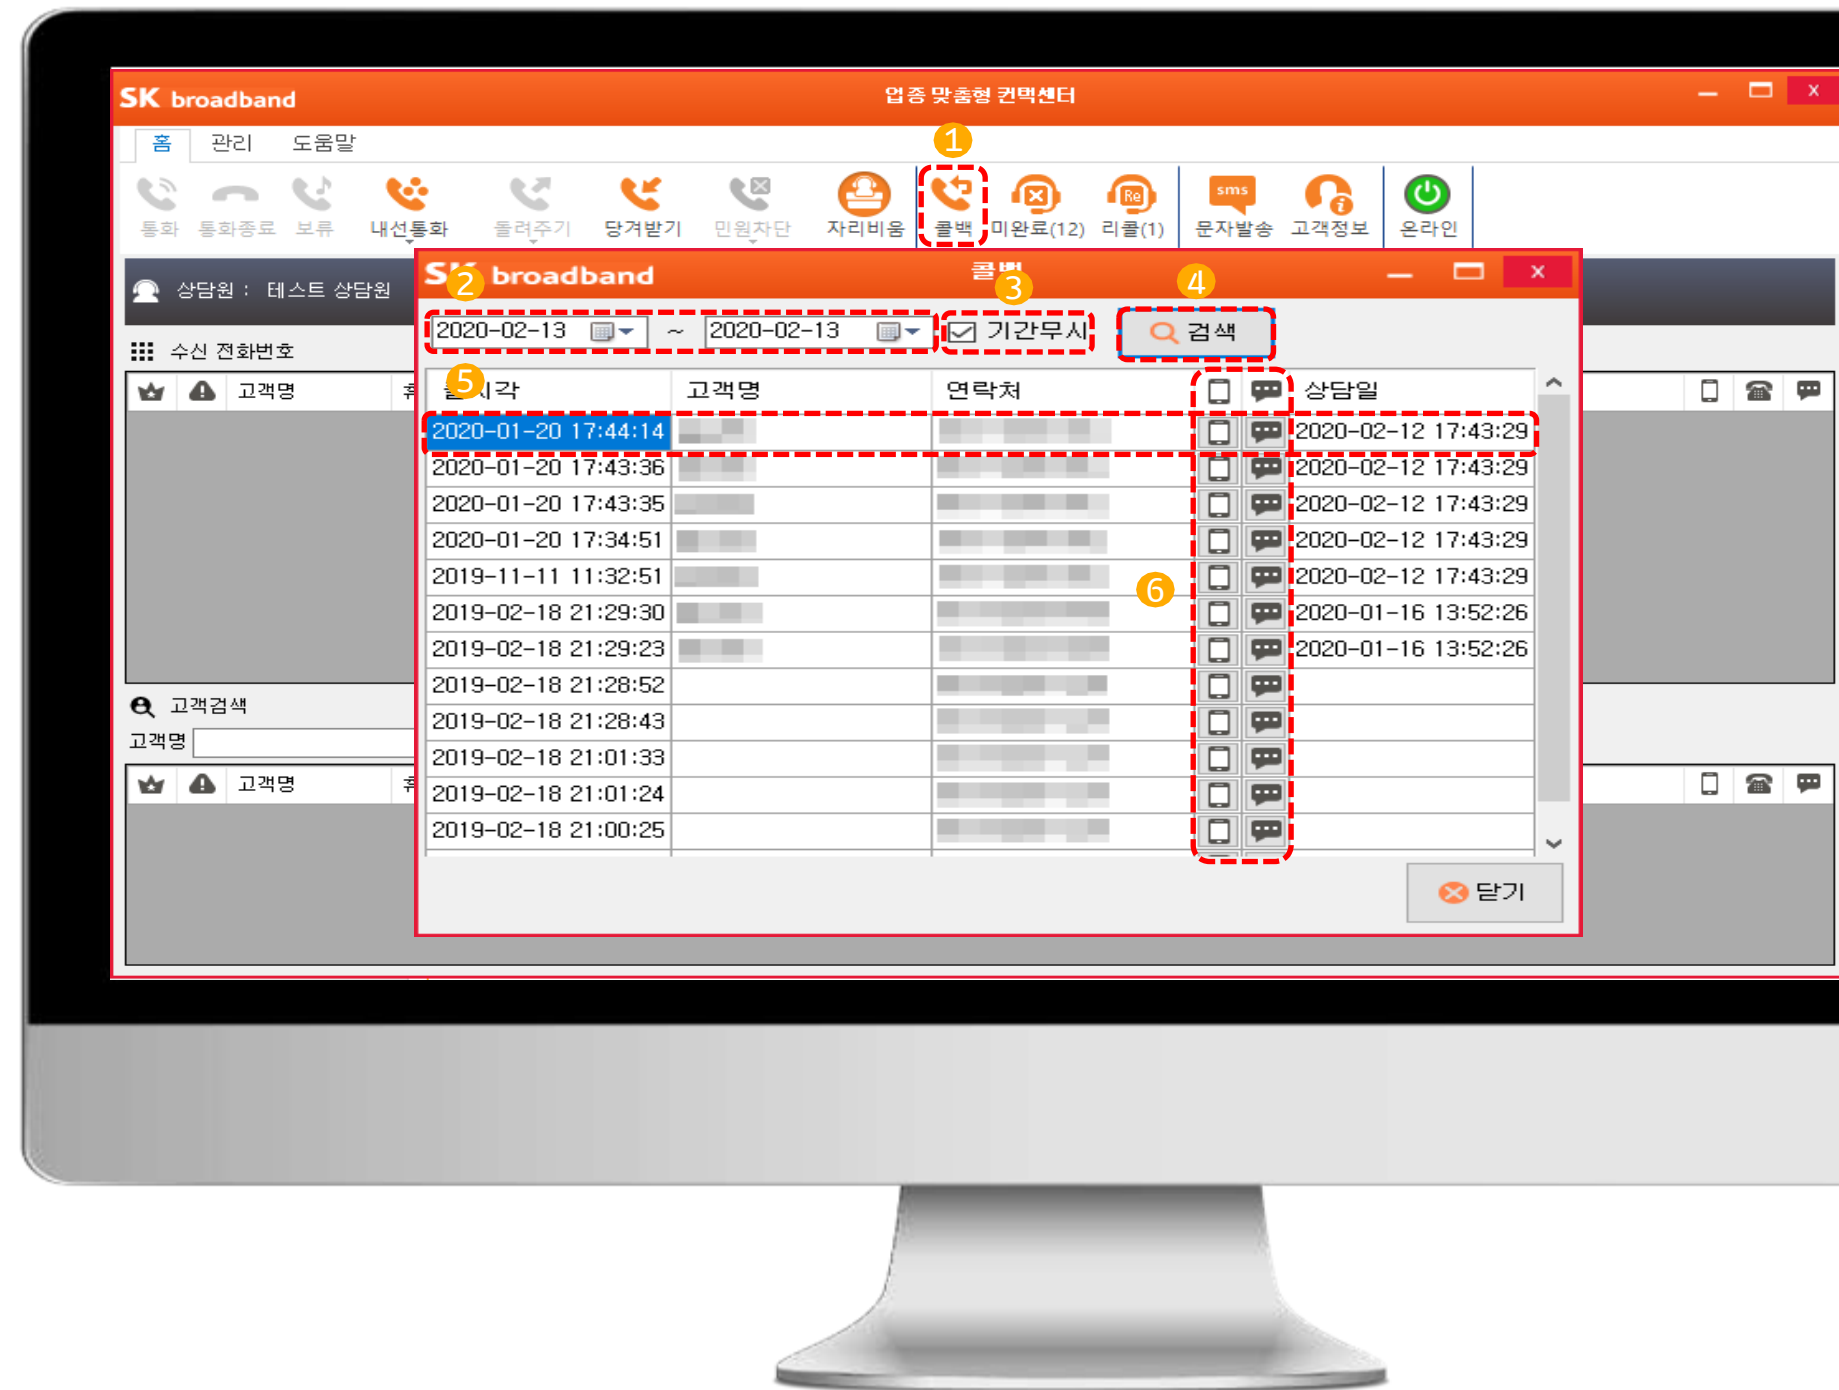 SK broadband 업종 맞춤형 컨택센터 x
홈 관리 도움말 1
sms Re
통화 통화종료 보류 내선통화 돌려주기 당겨받기 민원차단 자리비움 콜백 미완료(12) 리콜(1) 문자발송 고객정보 온라인
SK broadband x
상담원 : 테스트 상담원
2 3 4
2020-02-13 ~ 2020-02-13 기간무시 검색
수신 전화번호
고객명
5 고객명 연락처 상담일
2020-01-20 17:44:14 2020-02-12 17:43:29
2020-01-20 17:43:36 2020-02-12 17:43:29
2020-01-20 17:43:35 2020-02-12 17:43:29
2020-01-20 17:34:51 2020-02-12 17:43:29
2019-11-11 11:32:51 2020-02-12 17:43:29
6
2019-02-18 21:29:30 2020-01-16 13:52:26
2019-02-18 21:29:23 2020-01-16 13:52:26
2019-02-18 21:28:52
2019-02-18 21:28:43
2019-02-18 21:01:33
2019-02-18 21:01:24
2019-02-18 21:00:25
고객검색
고객명
고객명
닫기